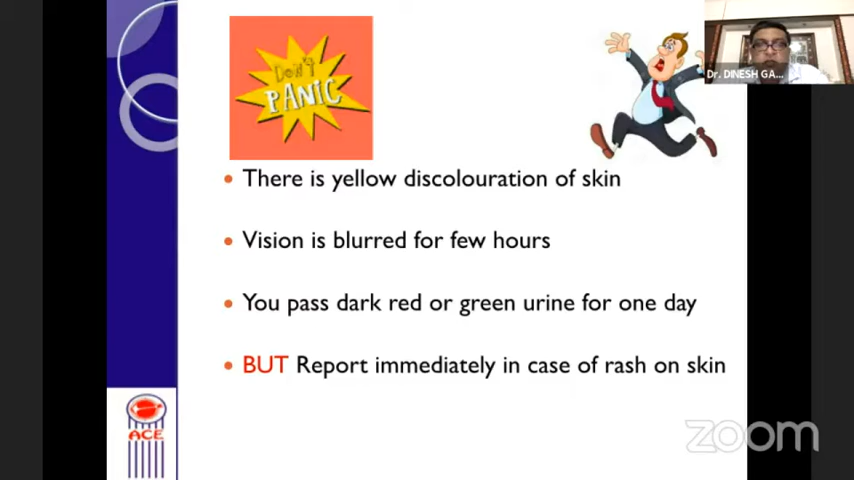 DON'T
PANIC
Dr. DINESH GA...
There is yellow discolouration of skin
Vision is blurred for few hours
You pass dark red or green urine for one day
BUT Report immediately in case of rash on skin
ACE
zoom